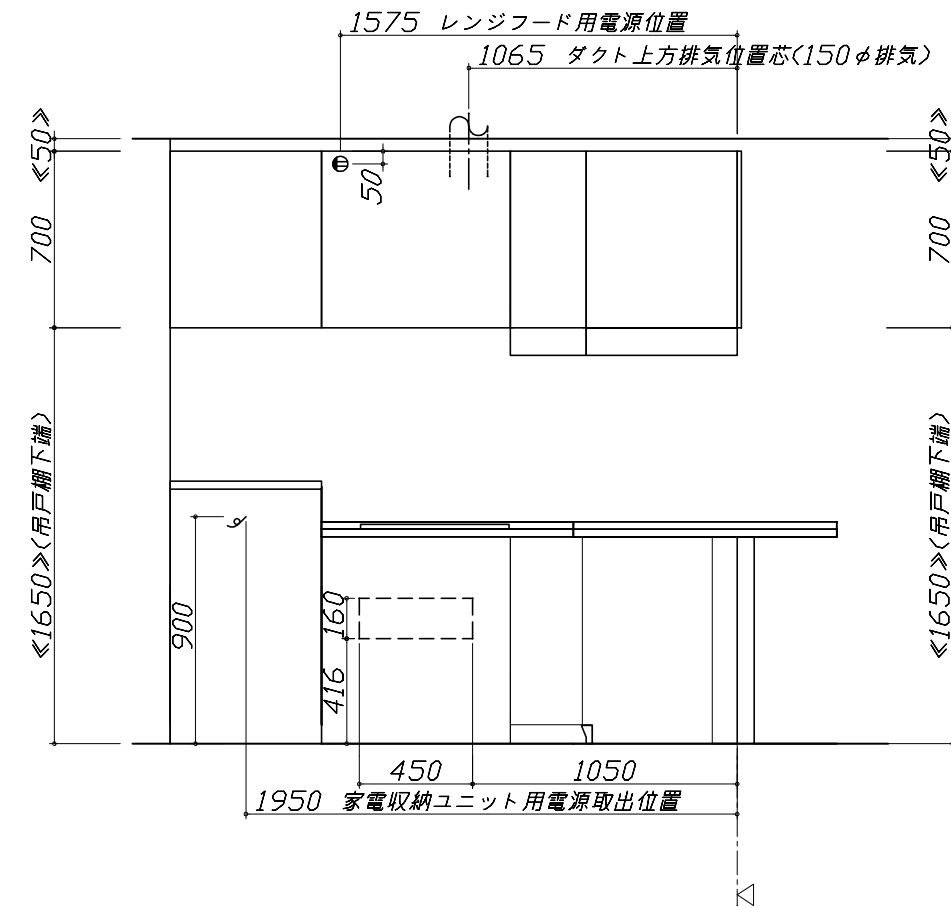 1575 レンジフード用電源位置
1065 ダクト上方排気位置芯(150φ排気)
≪50≫
≪50≫
50
700
700
≪1650≫(吊戸棚下端)
≪1650≫(吊戸棚下端)
900
160
416
450
1050
1950 家電収納ユニット用電源取出位置